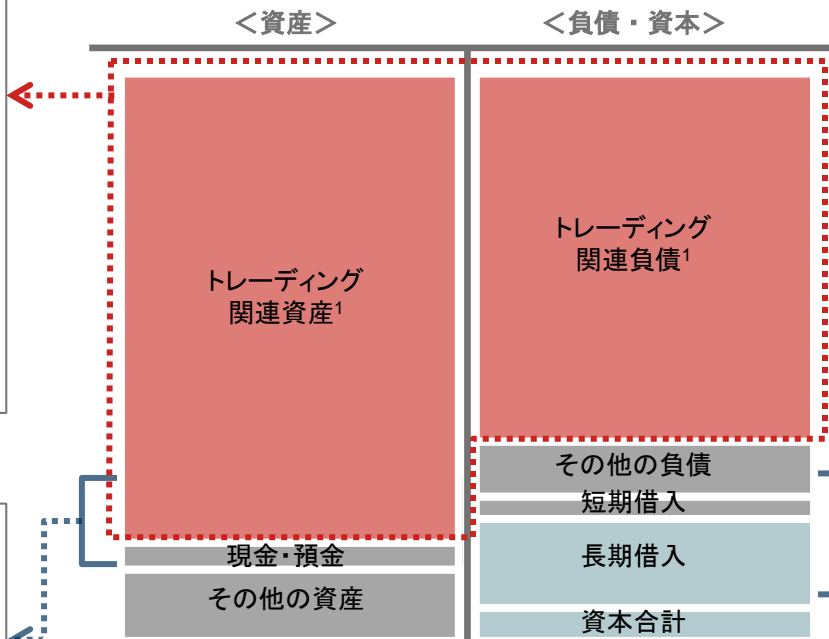 ＜資産＞
＜負債・資本＞
トレーディング
関連資産1
現金・預金
その他の資産
トレーディング
関連負債1
その他の負債
短期借入
長期借入
資本合計